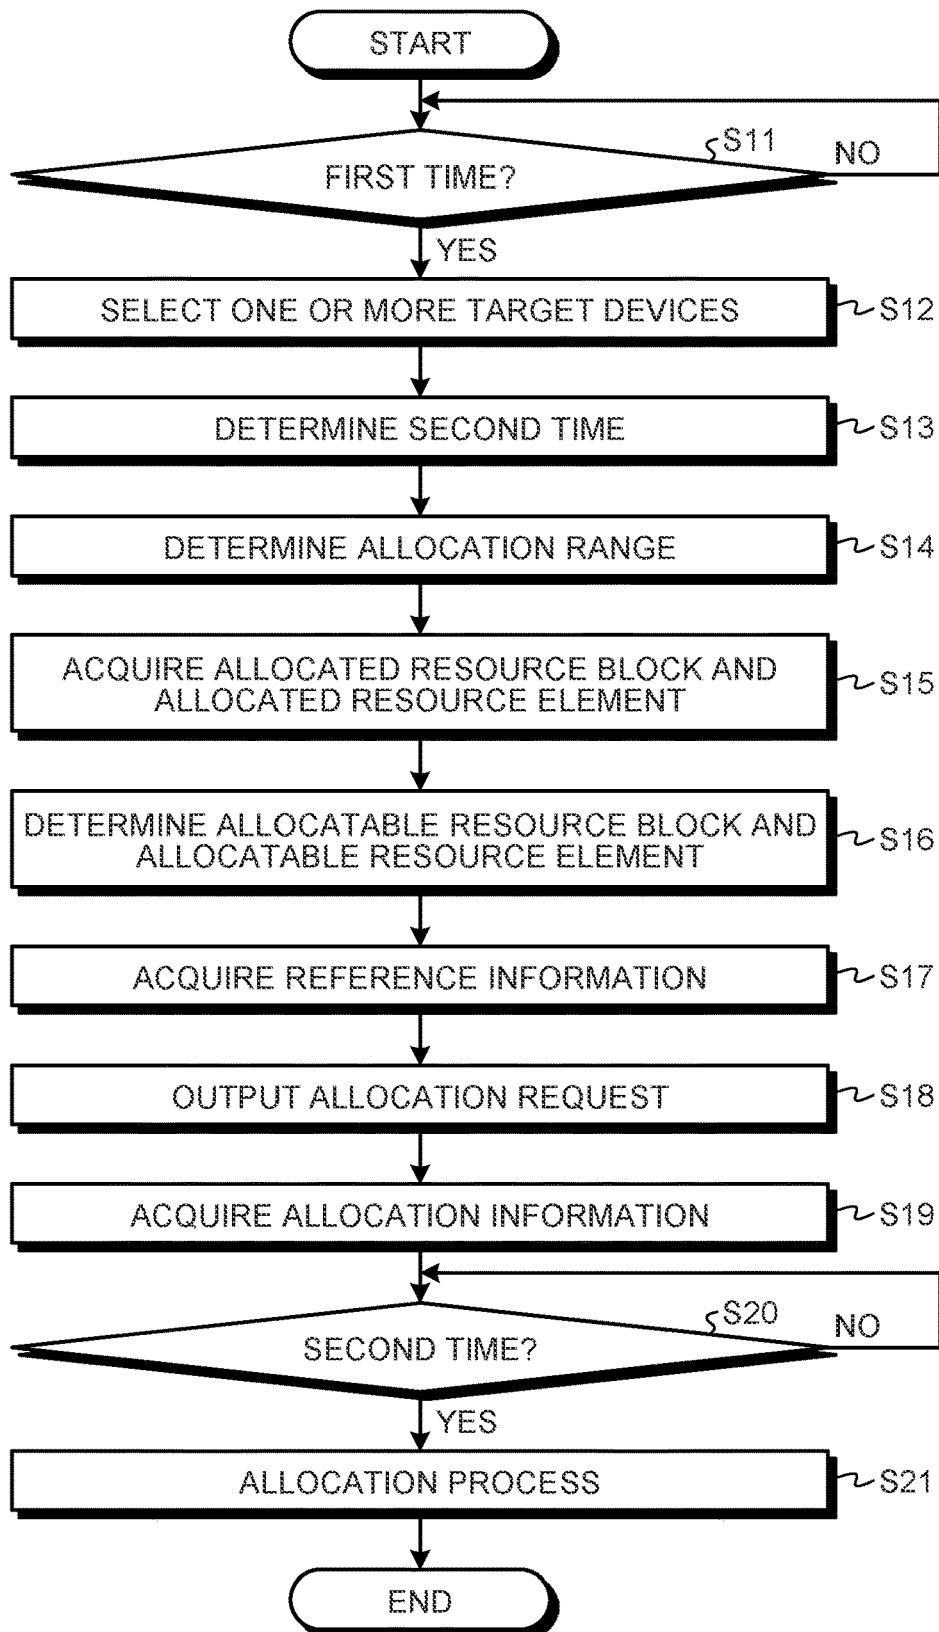 START
S11
NO
FIRST TIME?
YES
SELECT ONE OR MORE TARGET DEVICES
S12
DETERMINE SECOND TIME
S13
DETERMINE ALLOCATION RANGE
S14
ACQUIRE ALLOCATED RESOURCE BLOCK AND
ALLOCATED RESOURCE ELEMENT
S15
DETERMINE ALLOCATABLE RESOURCE BLOCK AND
ALLOCATABLE RESOURCE ELEMENT
S16
ACQUIRE REFERENCE INFORMATION
S17
OUTPUT ALLOCATION REQUEST
S18
ACQUIRE ALLOCATION INFORMATION
S19
S20
NO
SECOND TIME?
YES
ALLOCATION PROCESS
S21
END